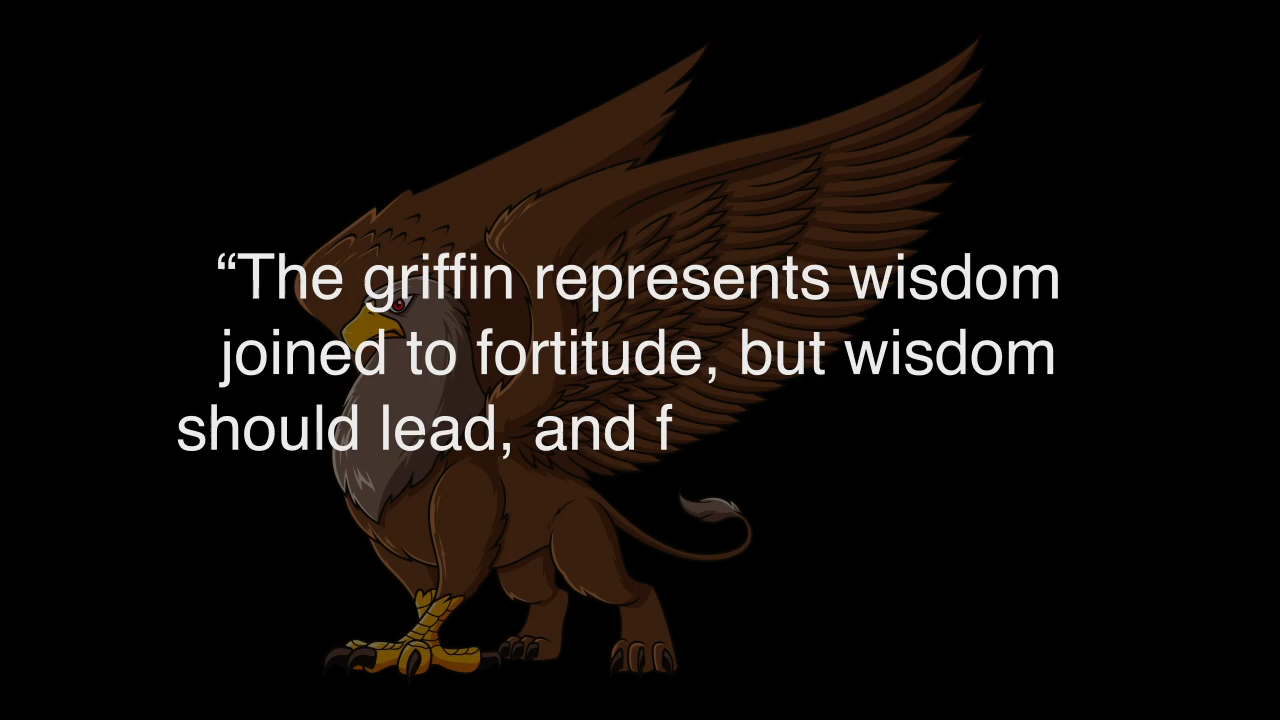 “The griffin represents wisdom
joined to fortitude, but wisdom
should lead, and f